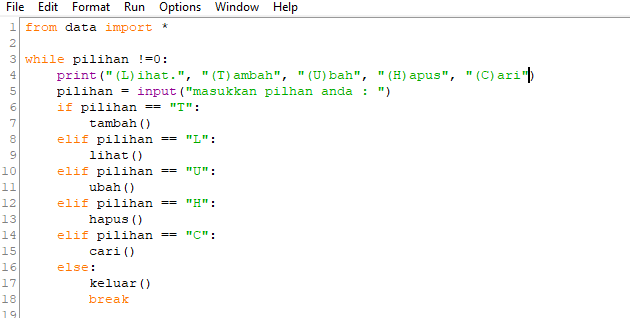 File Edit Format Run Options Window Help
1 from data import *
2
3 while pilihan !=0:
4     print("(L)ihat.", "(T)ambah", "(U)bah", "(H)apus", "(C)ari")
5     pilihan = input("masukkan pilhan anda : ")
6     if pilihan == "T":
7         tambah()
8     elif pilihan == "L":
9         lihat()
10     elif pilihan == "U":
11         ubah()
12     elif pilihan == "H":
13         hapus()
14     elif pilihan == "C":
15         cari()
16     else:
17         keluar()
18         break
19